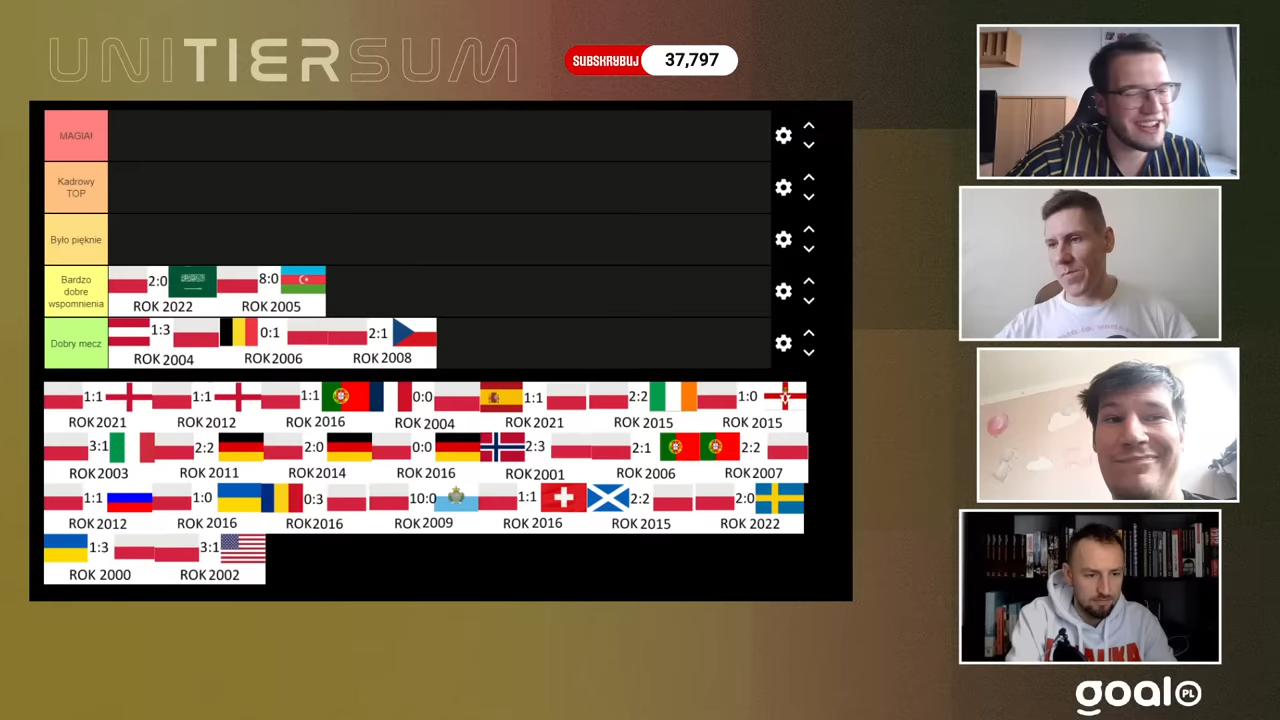 UNITIERSUM
SUBSKRYBUJ 37,797
MAGIA!
Kadrowy
TOP
Było pięknie
Bardzo
dobre
wspomnienia
2:0 8:0
ROK 2022 ROK 2005
Dobry mecz
1:3 0:1 2:1
ROK 2004 ROK 2006 ROK 2008
1:1 1:1 1:1 0:0 1:1 2:2 1:0
ROK 2021 ROK 2012 ROK 2016 ROK 2004 ROK 2021 ROK 2015 ROK 2015
3:1 2:2 2:0 0:0 2:3 2:1 2:2
ROK 2003 ROK 2011 ROK 2014 ROK 2016 ROK 2001 ROK 2006 ROK 2007
1:1 1:0 0:3 10:0 1:1 2:2 2:0
ROK 2012 ROK 2016 ROK 2016 ROK 2009 ROK 2016 ROK 2015 ROK 2022
1:3 3:1
ROK 2000 ROK 2002
goal PL